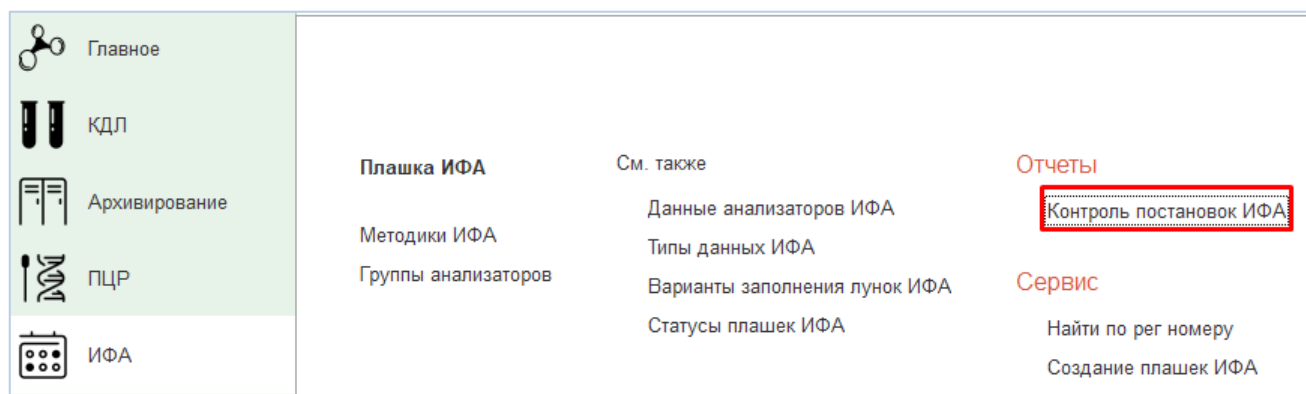 Главное
КДЛ
Архивирование
ПЦР
ИФА
Плашка ИФА
Методики ИФА
Группы анализаторов
См. также
Данные анализаторов ИФА
Типы данных ИФА
Варианты заполнения лунок ИФА
Статусы плашек ИФА
Отчеты
Контроль постановок ИФА
Сервис
Найти по рег номеру
Создание плашек ИФА